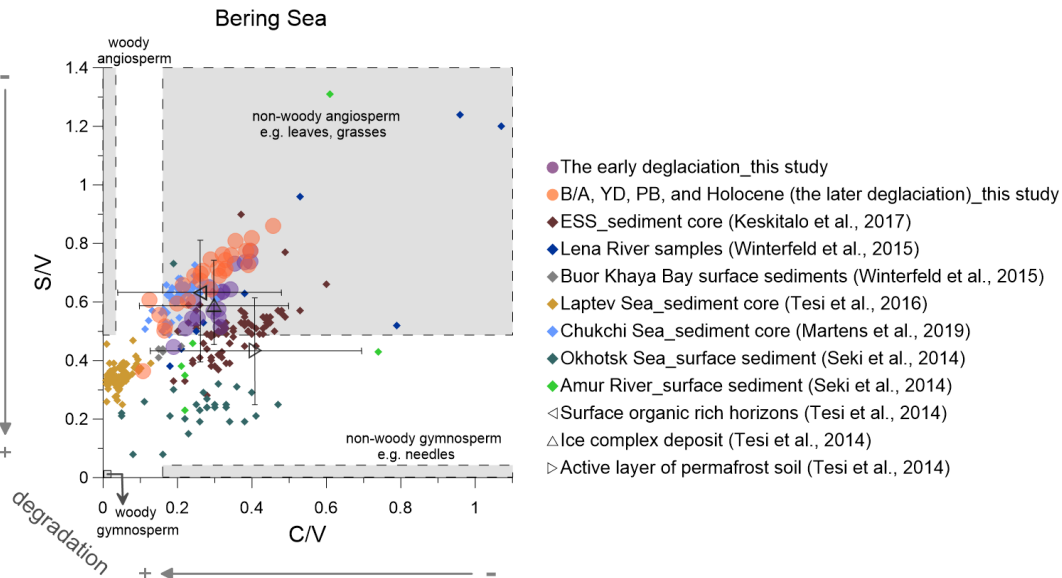 Bering Sea
woody
angiosperm
-
1.4
1.2
1
0.8
0.6
0.4
0.2
0
S/V
non-woody angiosperm
e.g. leaves, grasses
non-woody gymnosperm
e.g. needles
+
degradation
woody
gymnosperm
0
0.2
0.4
0.6
0.8
1
C/V
+
-
The early deglaciation_this study
B/A, YD, PB, and Holocene (the later deglaciation)_this study
ESS_sediment core (Keskitalo et al., 2017)
Lena River samples (Winterfeld et al., 2015)
Buor Khaya Bay surface sediments (Winterfeld et al., 2015)
Laptev Sea_sediment core (Tesi et al., 2016)
Chukchi Sea_sediment core (Martens et al., 2019)
Okhotsk Sea_surface sediment (Seki et al., 2014)
Amur River_surface sediment (Seki et al., 2014)
Surface organic rich horizons (Tesi et al., 2014)
Ice complex deposit (Tesi et al., 2014)
Active layer of permafrost soil (Tesi et al., 2014)